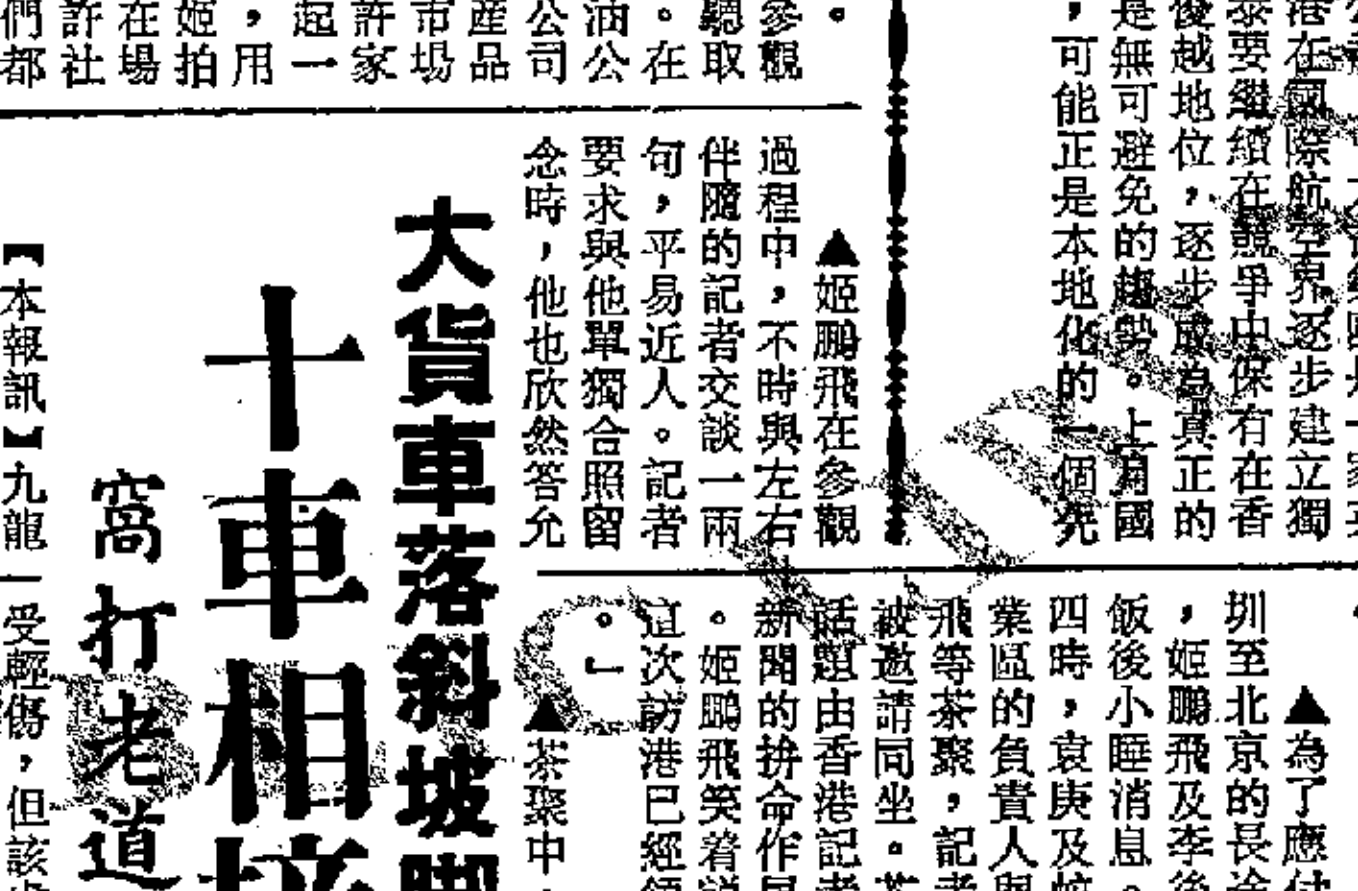 港在國際航空界逐步建立獨
泰要繼續在競爭中保有在香
越地位，逐步成為真正的
是無可避免的趨勢。上月國
，可能正是本地化的一個先
。
參觀
聽取
。在
油公
公司
產品
市場
許家
起一
，用
姬拍
在場
許社
們都
▲姬鵬飛在參觀
過程中，不時與左右
伴隨的記者交談一兩
句，平易近人。記者
要求與他單獨合照留
念時，他也欣然答允
▲為了應付
圳至北京的長途
，姬鵬飛及李後
飯後小睡消息。
四時，袁庚及
業區的負責人與
飛等茶聚，記者
被邀請同坐。茶
話題由香港記者
新聞的拚命作
。姬鵬飛笑着說
這次訪港已經領
。」
▲茶聚中，
大貨車落斜坡脚
十車相撞
窩打老道
【本報訊】九龍
受輕傷，但該